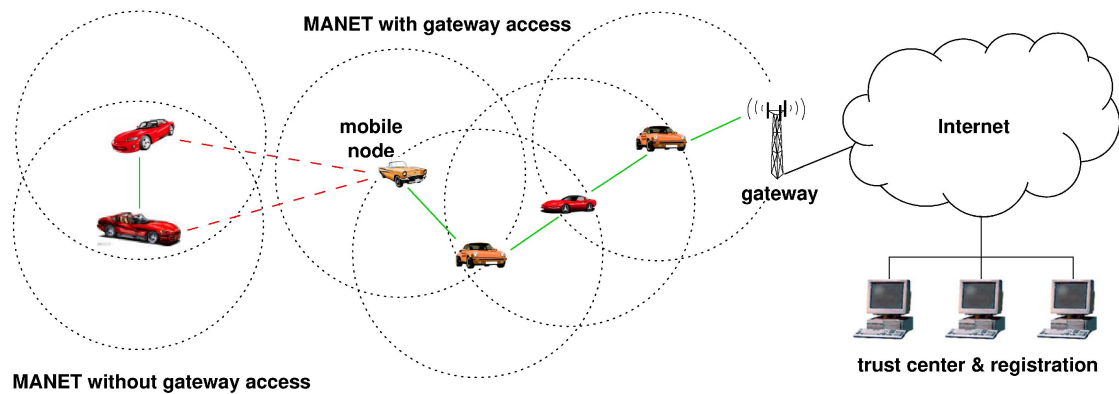 MANET with gateway access
mobile
node
Internet
gateway
trust center & registration
MANET without gateway access